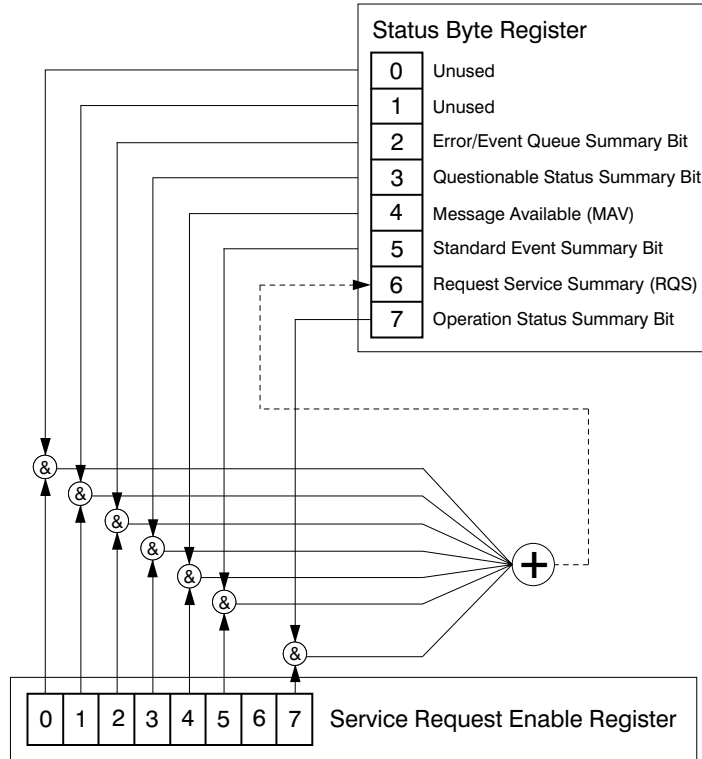 Status Byte Register
0 Unused
1 Unused
2 Error/Event Queue Summary Bit
3 Questionable Status Summary Bit
4 Message Available (MAV)
5 Standard Event Summary Bit
6 Request Service Summary (RQS)
7 Operation Status Summary Bit
&
&
&
&
&
&
+
&
0 1 2 3 4 5 6 7 Service Request Enable Register